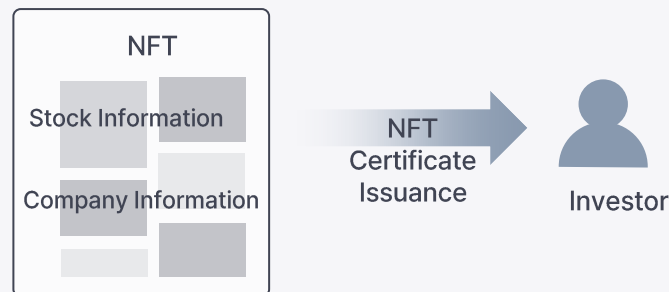 NFT
Stock Information
Company Information
NFT
Certificate
Issuance
Investor